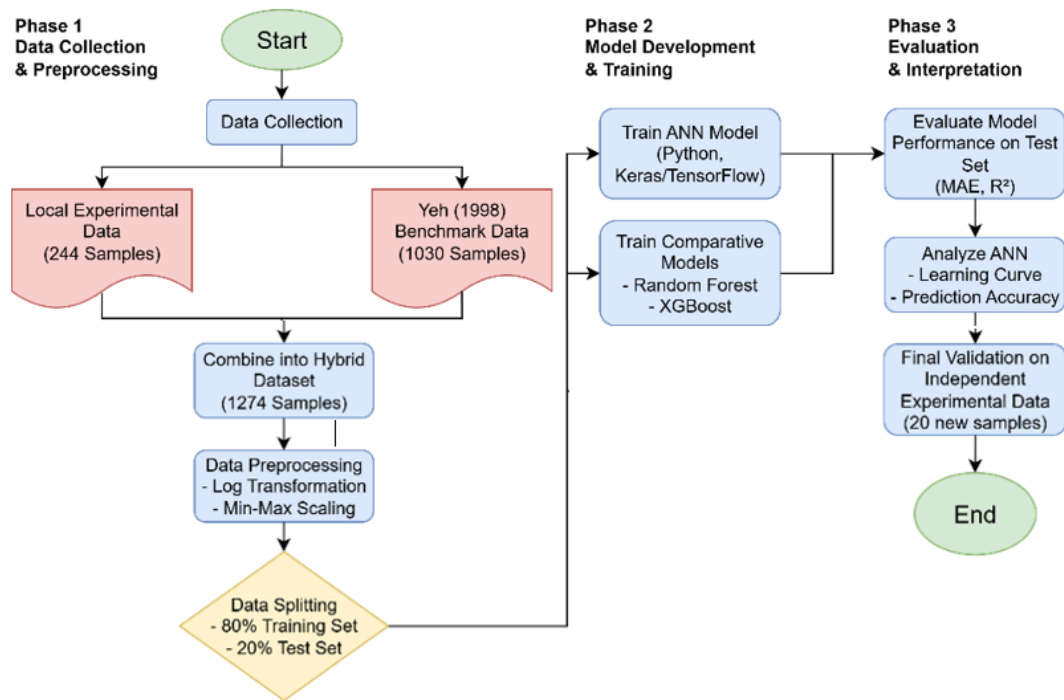 Phase 1
Data Collection
& Preprocessing
Start
Data Collection
Local Experimental
Data
(244 Samples)
Yeh (1998)
Benchmark Data
(1030 Samples)
Combine into Hybrid
Dataset
(1274 Samples)
Data Preprocessing
- Log Transformation
- Min-Max Scaling
Data Splitting
- 80% Training Set
- 20% Test Set
Phase 2
Model Development
& Training
Train ANN Model
(Python,
Keras/TensorFlow)
Train Comparative
Models
- Random Forest
- XGBoost
Phase 3
Evaluation
& Interpretation
Evaluate Model
Performance on Test
Set
(MAE, R²)
Analyze ANN
- Learning Curve
- Prediction Accuracy
Final Validation on
Independent
Experimental Data
(20 new samples)
End